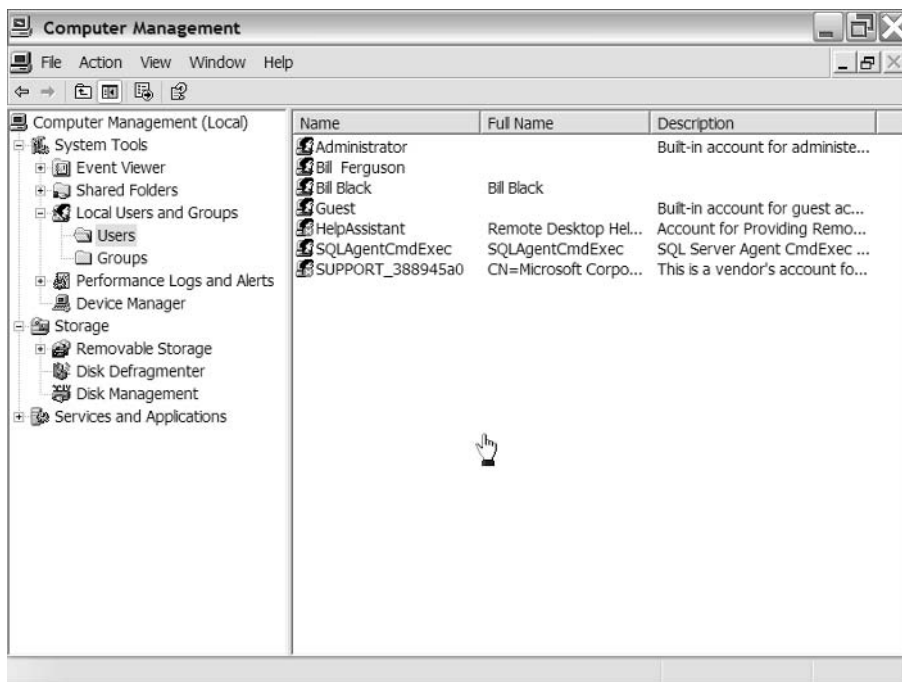 Computer Management
File Action View Window Help
Computer Management (Local)
System Tools
Event Viewer
Shared Folders
Local Users and Groups
Users
Groups
Performance Logs and Alerts
Device Manager
Storage
Removable Storage
Disk Defragmenter
Disk Management
Services and Applications
Name Full Name Description
Administrator Built-in account for administe...
Bill Ferguson
Bill Black Bill Black
Guest Built-in account for guest ac...
HelpAssistant Remote Desktop Hel... Account for Providing Remo...
SQLAgentCmdExec SQLAgentCmdExec SQL Server Agent CmdExec ...
SUPPORT_388945a0 CN=Microsoft Corpo... This is a vendor's account fo...